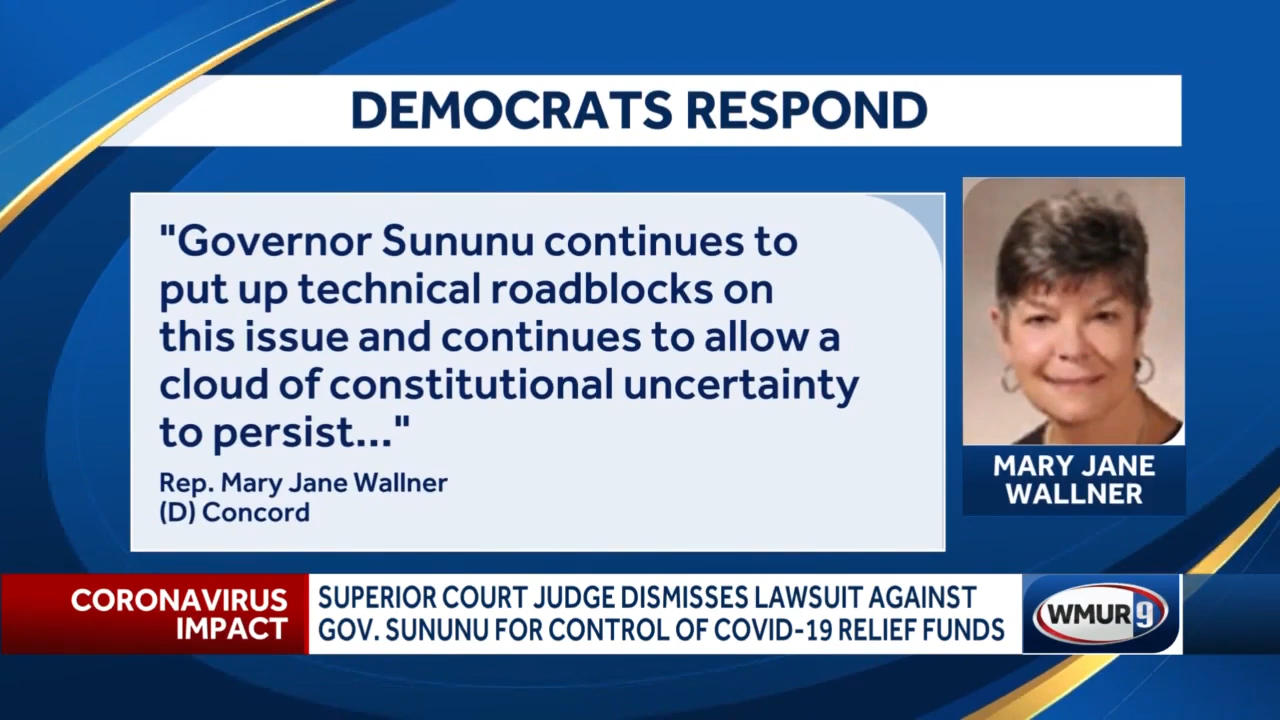 DEMOCRATS RESPOND
"Governor Sununu continues to
put up technical roadblocks on
this issue and continues to allow a
cloud of constitutional uncertainty
to persist..."
Rep. Mary Jane Wallner
(D) Concord
MARY JANE
WALLNER
CORONAVIRUS
IMPACT
SUPERIOR COURT JUDGE DISMISSES LAWSUIT AGAINST
GOV. SUNUNU FOR CONTROL OF COVID-19 RELIEF FUNDS
WMUR 9